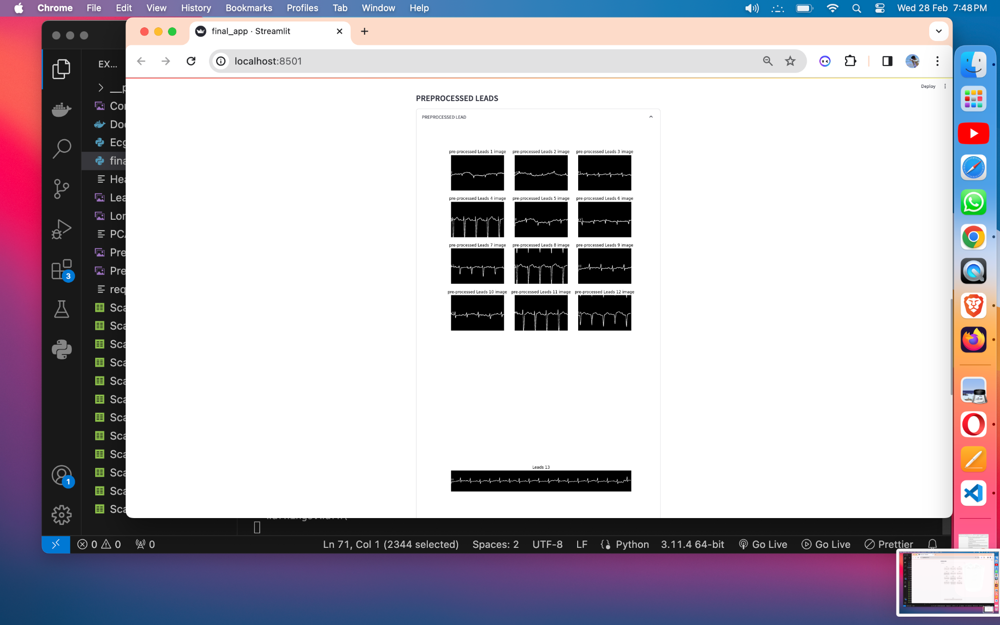 Chrome File Edit View History Bookmarks Profiles Tab Window Help Wed 28 Feb 7:48 PM
final_app · Streamlit
localhost:8501
EX...
Deploy
PREPROCESSED LEADS
PREPROCESSED LEAD
pre-processed Leads 1 image pre-processed Leads 2 image pre-processed Leads 3 image
pre-processed Leads 4 image pre-processed Leads 5 image pre-processed Leads 6 image
pre-processed Leads 7 image pre-processed Leads 8 image pre-processed Leads 9 image
pre-processed Leads 10 image pre-processed Leads 11 image pre-processed Leads 12 image
Leads 13
__p
Cor
Doc
Ecg
fina
Hea
Lea
Lor
PCA
Pre
Pre
req
Sca
Sca
Sca
Sca
Sca
Sca
Sca
Sca
Sca
Sca
Sca
Sca
3
1
0 0 0 Ln 71, Col 1 (2344 selected) Spaces: 2 UTF-8 LF Python 3.11.4 64-bit Go Live Go Live Prettier